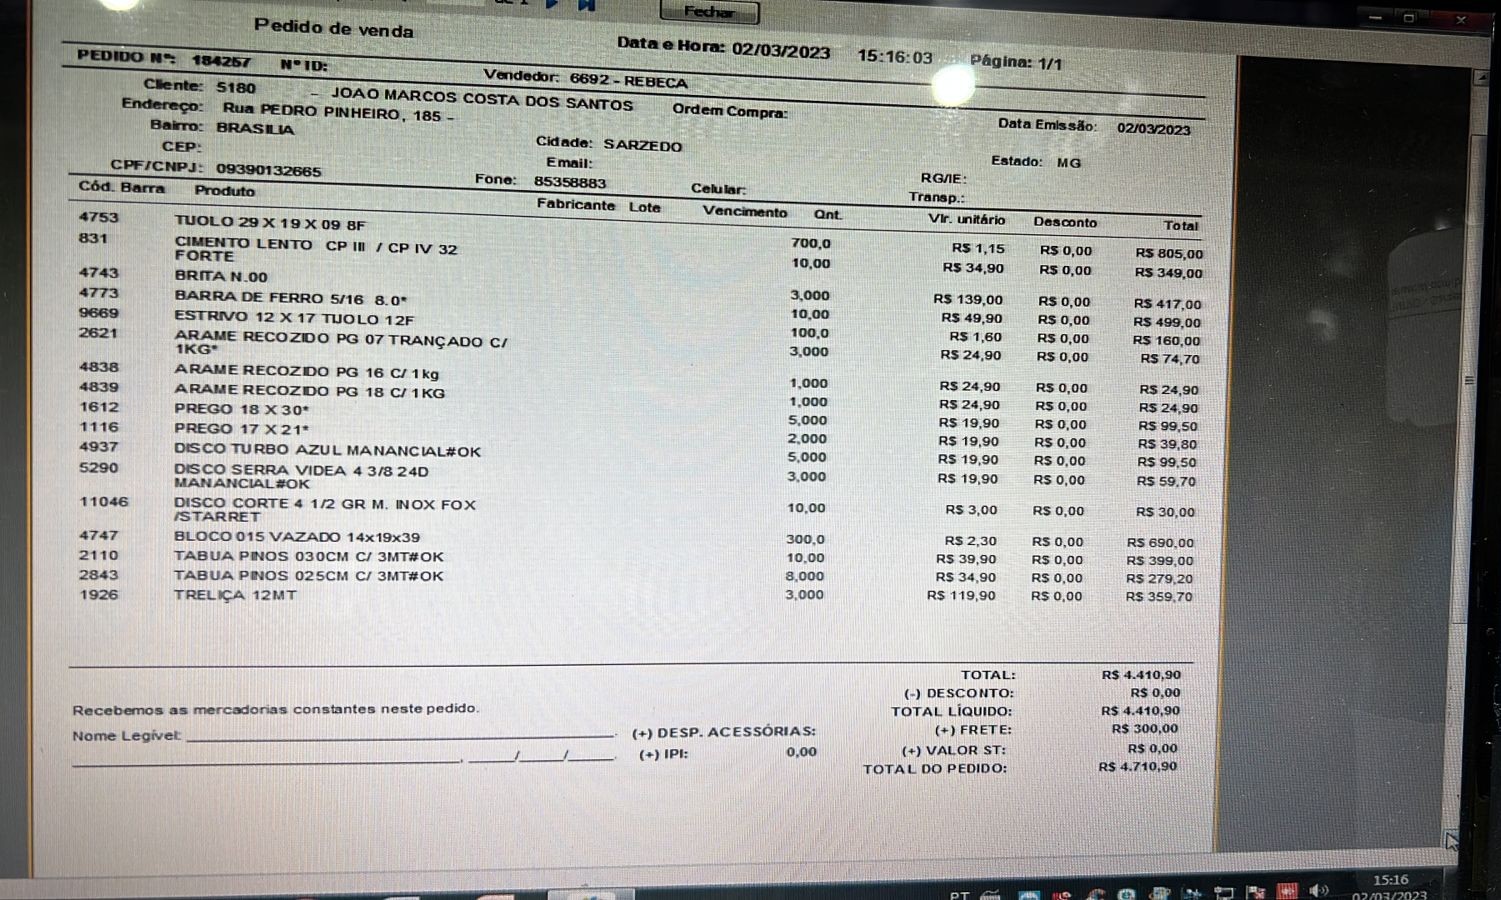 Fechar
Pedido de venda
Data e Hora: 02/03/2023 15:16:03 Página: 1/1
PEDIDO Nº: 184257 Nº ID: Vendedor: 6692 - REBECA
Cliente: 5180 - JOAO MARCOS COSTA DOS SANTOS Ordem Compra: Data Emissão: 02/03/2023
Endereço: Rua PEDRO PINHEIRO, 185 -
Bairro: BRASILIA Cidade: SARZEDO Estado: MG
CEP: Email: RG/IE:
CPF/CNPJ: 09390132665 Fone: 85358883 Celular: Transp.:
Cód. Barra Produto Fabricante Lote Vencimento Qnt. Vlr. unitário Desconto Total
4753 TIJOLO 29 X 19 X 09 8F 700,0 R$ 1,15 R$ 0,00 R$ 805,00
831 CIMENTO LENTO CP III / CP IV 32 10,00 R$ 34,90 R$ 0,00 R$ 349,00
FORTE
4743 BRITA N.00 3,000 R$ 139,00 R$ 0,00 R$ 417,00
4773 BARRA DE FERRO 5/16 8.0* 10,00 R$ 49,90 R$ 0,00 R$ 499,00
9669 ESTRIVO 12 X 17 TIJOLO 12F 100,0 R$ 1,60 R$ 0,00 R$ 160,00
2621 ARAME RECOZIDO PG 07 TRANÇADO C/ 3,000 R$ 24,90 R$ 0,00 R$ 74,70
1KG*
4838 ARAME RECOZIDO PG 16 C/ 1kg 1,000 R$ 24,90 R$ 0,00 R$ 24,90
4839 ARAME RECOZIDO PG 18 C/ 1KG 1,000 R$ 24,90 R$ 0,00 R$ 24,90
1612 PREGO 18 X 30* 5,000 R$ 19,90 R$ 0,00 R$ 99,50
1116 PREGO 17 X 21* 2,000 R$ 19,90 R$ 0,00 R$ 39,80
4937 DISCO TURBO AZUL MANANCIAL#OK 5,000 R$ 19,90 R$ 0,00 R$ 99,50
5290 DISCO SERRA VIDEA 4 3/8 24D 3,000 R$ 19,90 R$ 0,00 R$ 59,70
MANANCIAL#OK
11046 DISCO CORTE 4 1/2 GR M. INOX FOX 10,00 R$ 3,00 R$ 0,00 R$ 30,00
/STARRET
4747 BLOCO 015 VAZADO 14x19x39 300,0 R$ 2,30 R$ 0,00 R$ 690,00
2110 TABUA PINOS 030CM C/ 3MT#OK 10,00 R$ 39,90 R$ 0,00 R$ 399,00
2843 TABUA PINOS 025CM C/ 3MT#OK 8,000 R$ 34,90 R$ 0,00 R$ 279,20
1926 TRELIÇA 12MT 3,000 R$ 119,90 R$ 0,00 R$ 359,70
TOTAL: R$ 4.410,90
(-) DESCONTO: R$ 0,00
Recebemos as mercadorias constantes neste pedido. TOTAL LÍQUIDO: R$ 4.410,90
Nome Legível: (+) DESP. ACESSÓRIAS: (+) FRETE: R$ 300,00
(+) IPI: 0,00 (+) VALOR ST: R$ 0,00
TOTAL DO PEDIDO: R$ 4.710,90
PT 15:16
02/03/2023